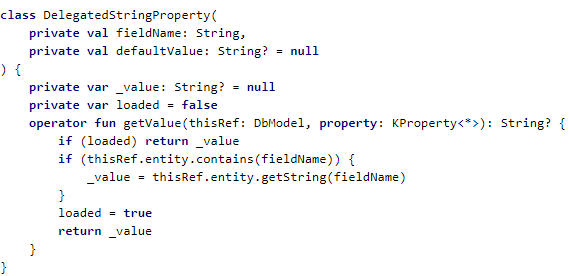 class DelegatedStringProperty(
    private val fieldName: String,
    private val defaultValue: String? = null
) {
    private var _value: String? = null
    private var loaded = false
    operator fun getValue(thisRef: DbModel, property: KProperty<*>): String? {
        if (loaded) return _value
        if (thisRef.entity.contains(fieldName)) {
            _value = thisRef.entity.getString(fieldName)
        }
        loaded = true
        return _value
    }
}